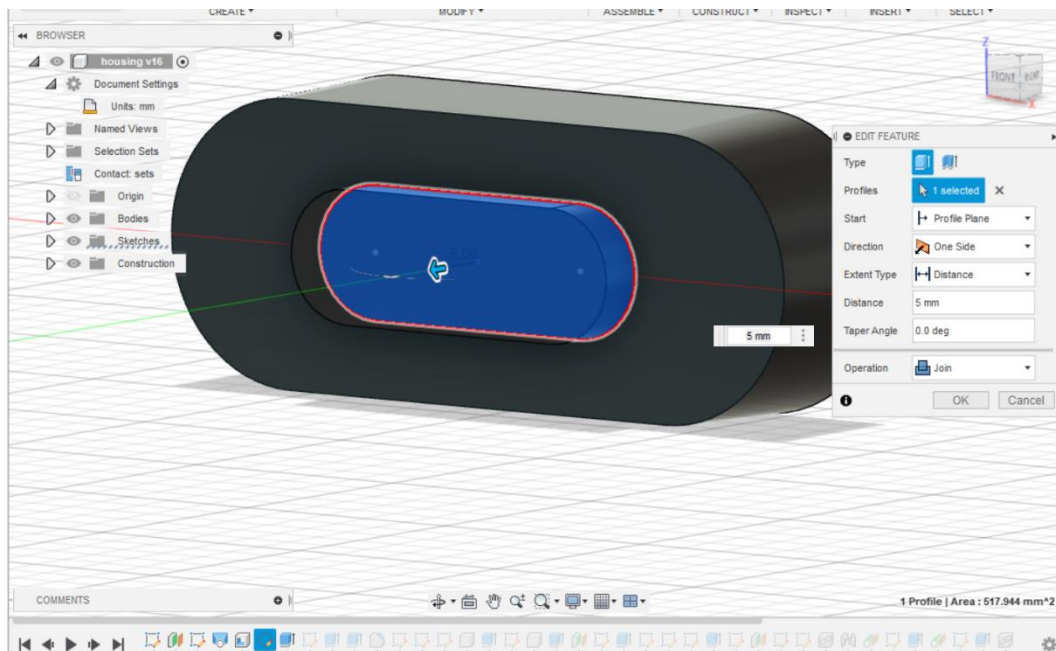 CREATE ▾ MODIFY ▾ ASSEMBLE ▾ CONSTRUCT ▾ INSPECT ▾ INSERT ▾ SELECT ▾
BROWSER
housing v16
Document Settings
Units: mm
Named Views
Selection Sets
Contact: sets
Origin
Bodies
Sketches
Construction
Z
FRONT
X
5.00
5 mm
EDIT FEATURE
Type
Profiles 1 selected
Start Profile Plane
Direction One Side
Extent Type Distance
Distance 5 mm
Taper Angle 0.0 deg
Operation Join
OK Cancel
COMMENTS
1 Profile | Area : 517.944 mm^2